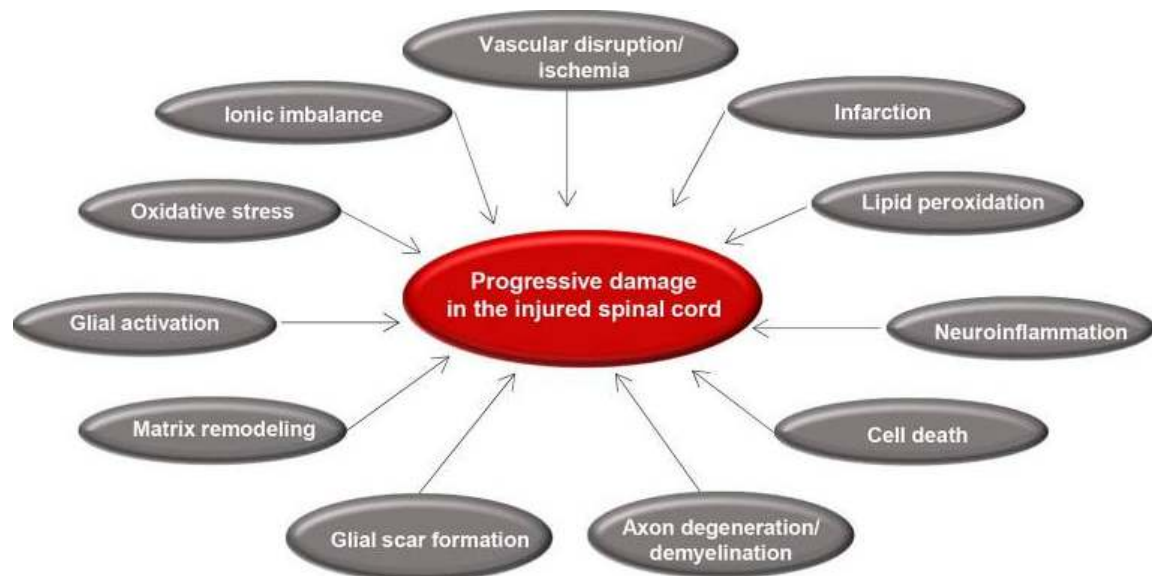 Vascular disruption/
ischemia
Ionic imbalance
Infarction
Oxidative stress
Lipid peroxidation
Progressive damage
in the injured spinal cord
Glial activation
Neuroinflammation
Matrix remodeling
Cell death
Glial scar formation
Axon degeneration/
demyelination